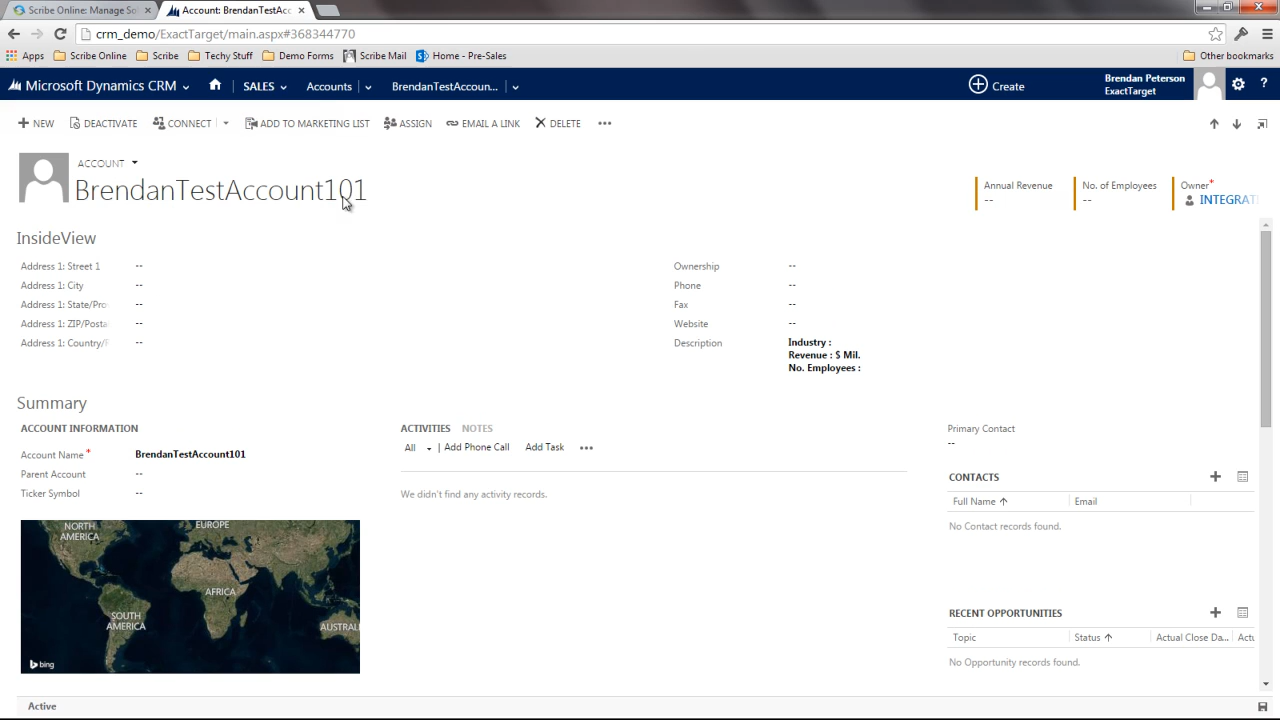 Scribe Online: Manage So
Account: BrendanTestAcc
crm_demo/ExactTarget/main.aspx#368344770
Apps Scribe Online Scribe Techy Stuff Demo Forms Scribe Mail Home - Pre-Sales Other bookmarks
Microsoft Dynamics CRM SALES Accounts BrendanTestAccoun... Create Brendan Peterson ?
ExactTarget
NEW DEACTIVATE CONNECT ADD TO MARKETING LIST ASSIGN EMAIL A LINK DELETE •••
ACCOUNT
BrendanTestAccount101
Annual Revenue No. of Employees Owner*
-- -- INTEGRAT
InsideView
Address 1: Street 1 -- Ownership --
Address 1: City -- Phone --
Address 1: State/Pro -- Fax --
Address 1: ZIP/Posta -- Website --
Address 1: Country/F -- Description Industry :
Revenue : $ Mil.
No. Employees :
Summary
ACCOUNT INFORMATION ACTIVITIES NOTES Primary Contact
--
Account Name * BrendanTestAccount101 All | Add Phone Call Add Task •••
Parent Account --
Ticker Symbol -- We didn't find any activity records.
CONTACTS
Full Name Email
No Contact records found.
NORTH AMERICA
EUROPE
AFRICA
SOUTH AMERICA
AUSTRAL
bing
RECENT OPPORTUNITIES
Topic Status Actual Close Da... Actu
No Opportunity records found.
Active